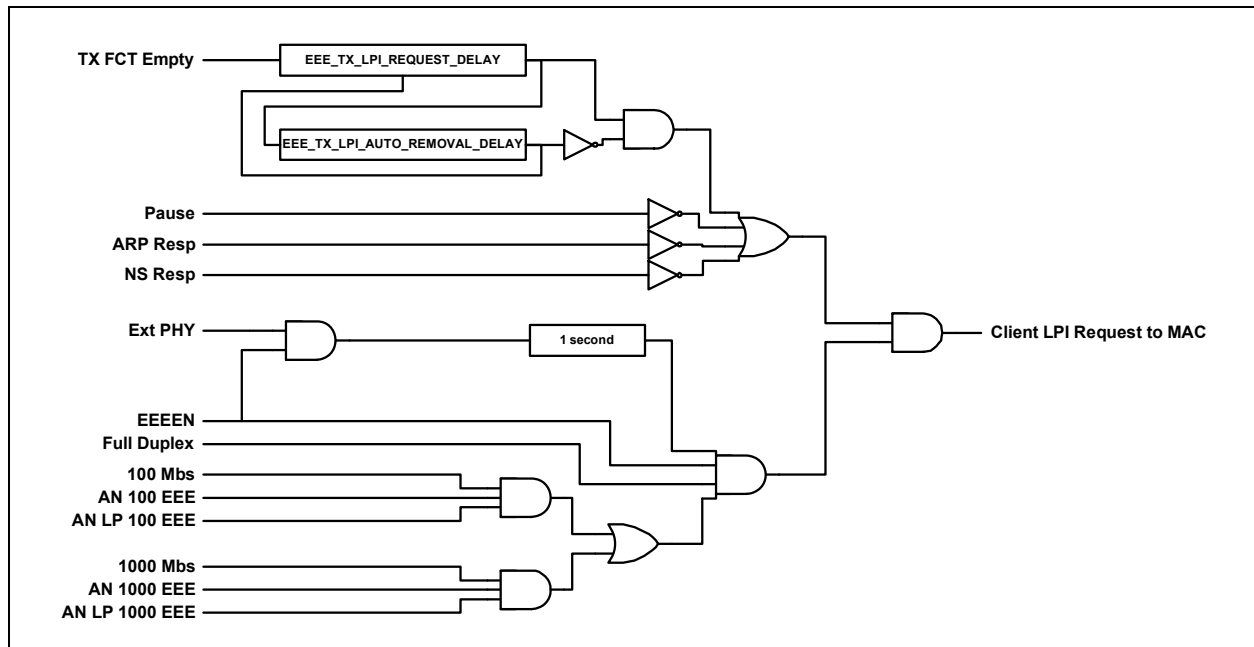 TX FCT Empty
EEE_TX_LPI_REQUEST_DELAY
EEE_TX_LPI_AUTO_REMOVAL_DELAY
Pause
ARP Resp
NS Resp
Ext PHY
1 second
Client LPI Request to MAC
EEEEN
Full Duplex
100 Mbs
AN 100 EEE
AN LP 100 EEE
1000 Mbs
AN 1000 EEE
AN LP 1000 EEE